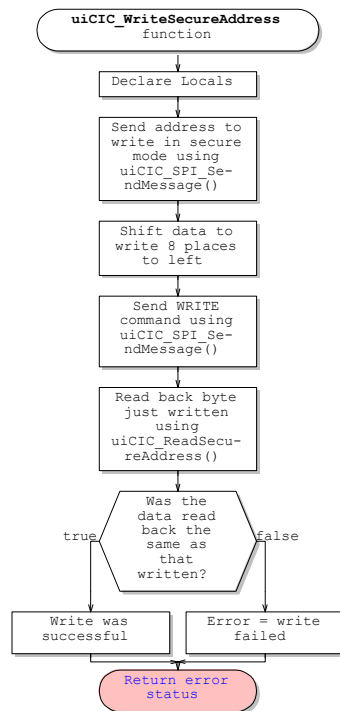 uiCIC_WriteSecureAddress
function
Declare Locals
Send address to
write in secure
mode using
uiCIC_SPI_Se-
ndMessage()
Shift data to
write 8 places
to left
Send WRITE
command using
uiCIC_SPI_Se-
ndMessage()
Read back byte
just written
using
uiCIC_ReadSecu-
reAddress()
Was the
data read
back the
same as
that
written?
true
false
Write was
successful
Error = write
failed
Return error
status